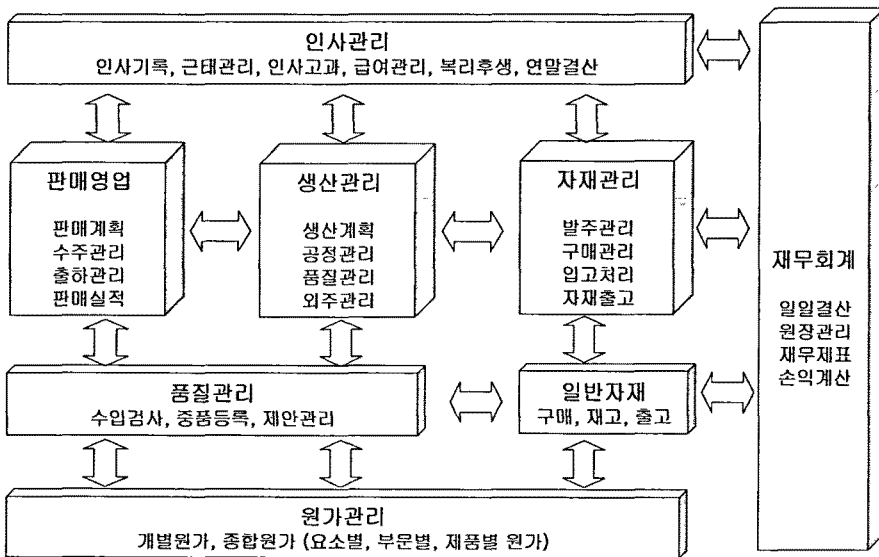 인사관리
인사기록, 근태관리, 인사고과, 급여관리, 복리후생, 연말결산
판매영업
판매계획
수주관리
출하관리
판매실적
생산관리
생산계획
공정관리
품질관리
외주관리
자재관리
발주관리
구매관리
입고처리
자재출고
재무회계
일일결산
원장관리
재무제표
손익계산
품질관리
수입검사, 중품등록, 제안관리
일반자재
구매, 재고, 출고
원가관리
개별원가, 종합원가 (요소별, 부문별, 제품별 원가)